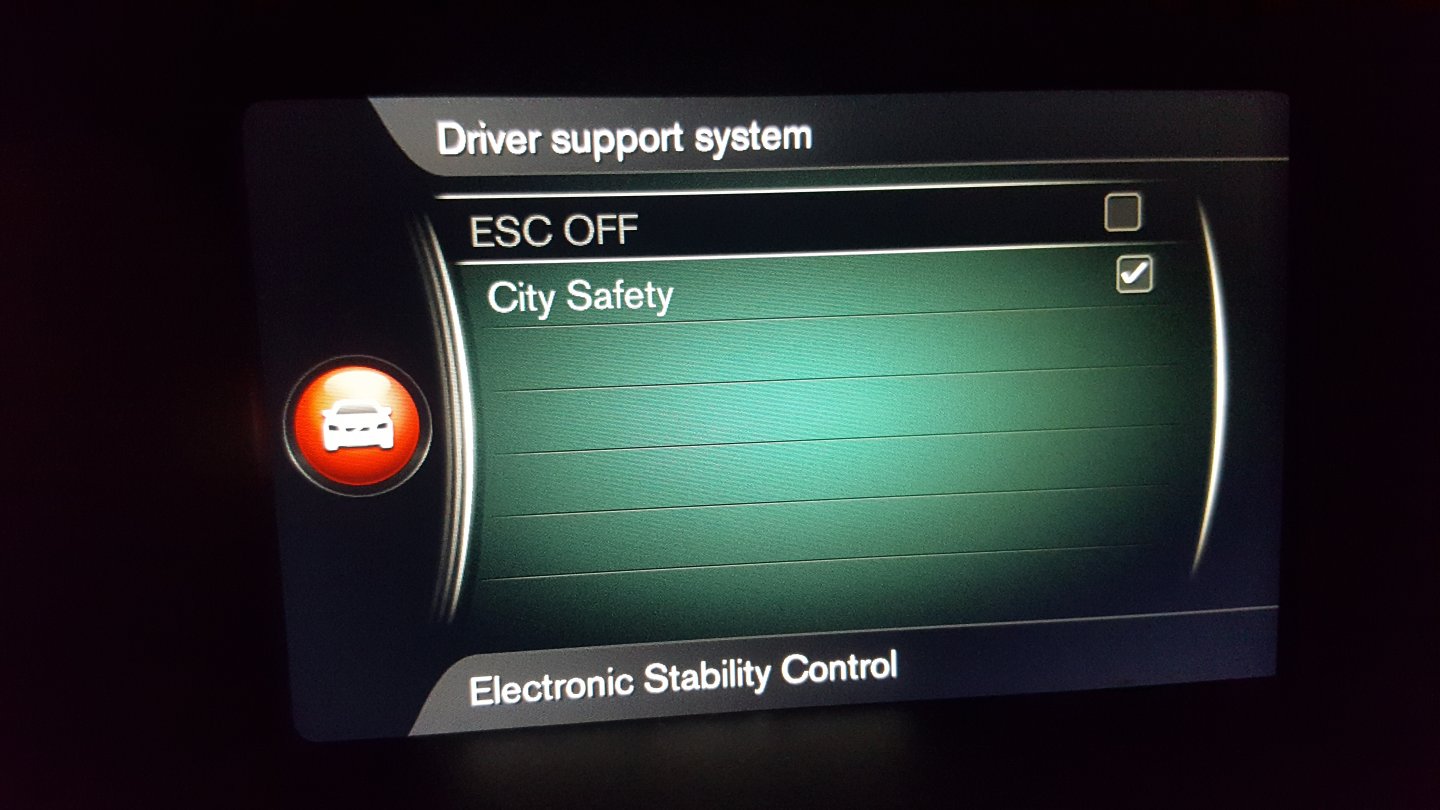 Driver support system
ESC OFF
City Safety
Electronic Stability Control